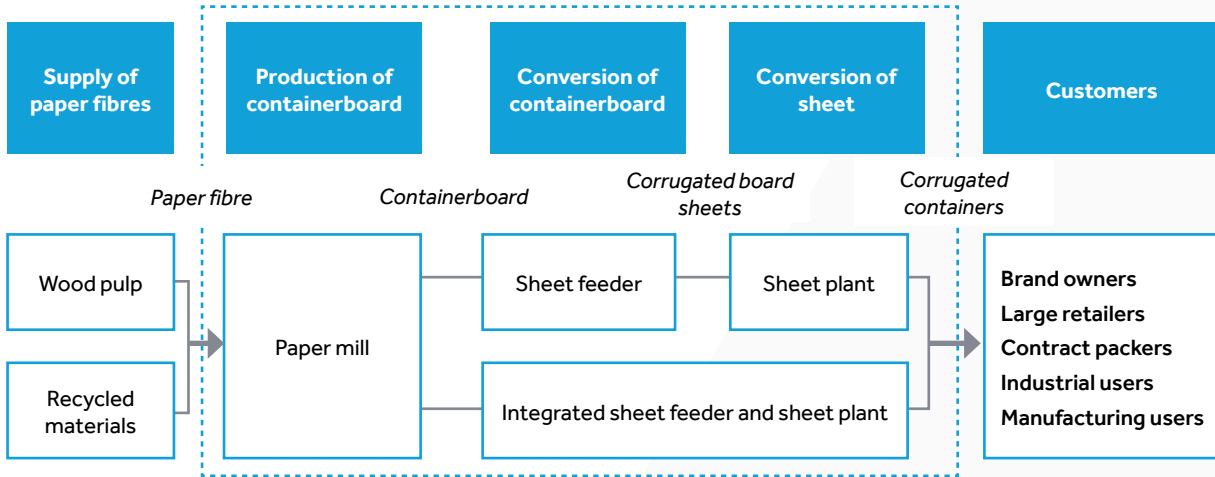 Supply of
paper fibres
Production of
containerboard
Conversion of
containerboard
Conversion of
sheet
Customers
Paper fibre
Containerboard
Corrugated board
sheets
Corrugated
containers
Wood pulp
Recycled
materials
Paper mill
Sheet feeder
Sheet plant
Integrated sheet feeder and sheet plant
Brand owners
Large retailers
Contract packers
Industrial users
Manufacturing users